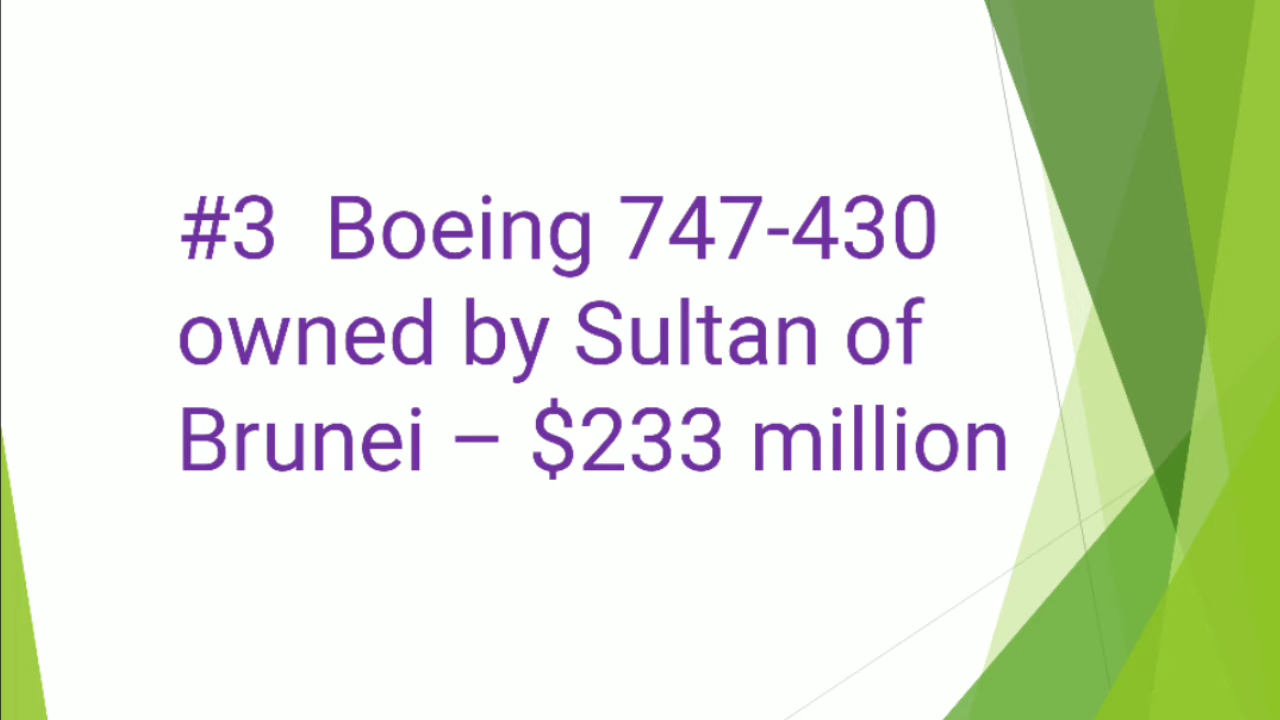 #3  Boeing 747-430
owned by Sultan of
Brunei – $233 million